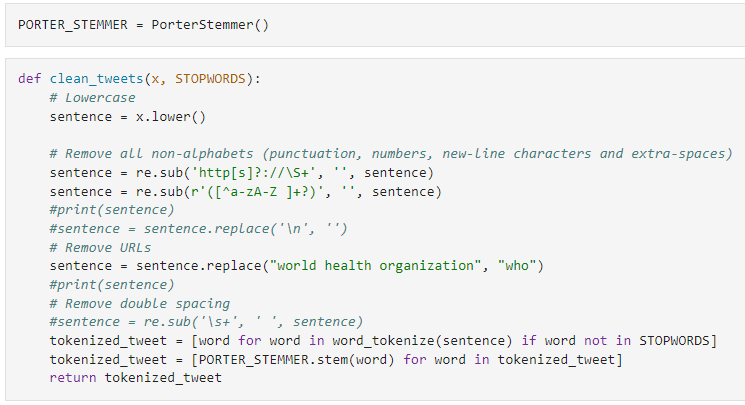 PORTER_STEMMER = PorterStemmer()
def clean_tweets(x, STOPWORDS):
    # Lowercase
    sentence = x.lower()
    # Remove all non-alphabets (punctuation, numbers, new-line characters and extra-spaces)
    sentence = re.sub('http[s]?://\S+', '', sentence)
    sentence = re.sub(r'([^a-zA-Z ]+?)', '', sentence)
    #print(sentence)
    #sentence = sentence.replace('\n', '')
    # Remove URLs
    sentence = sentence.replace("world health organization", "who")
    #print(sentence)
    # Remove double spacing
    #sentence = re.sub('\s+', ' ', sentence)
    tokenized_tweet = [word for word in word_tokenize(sentence) if word not in STOPWORDS]
    tokenized_tweet = [PORTER_STEMMER.stem(word) for word in tokenized_tweet]
    return tokenized_tweet